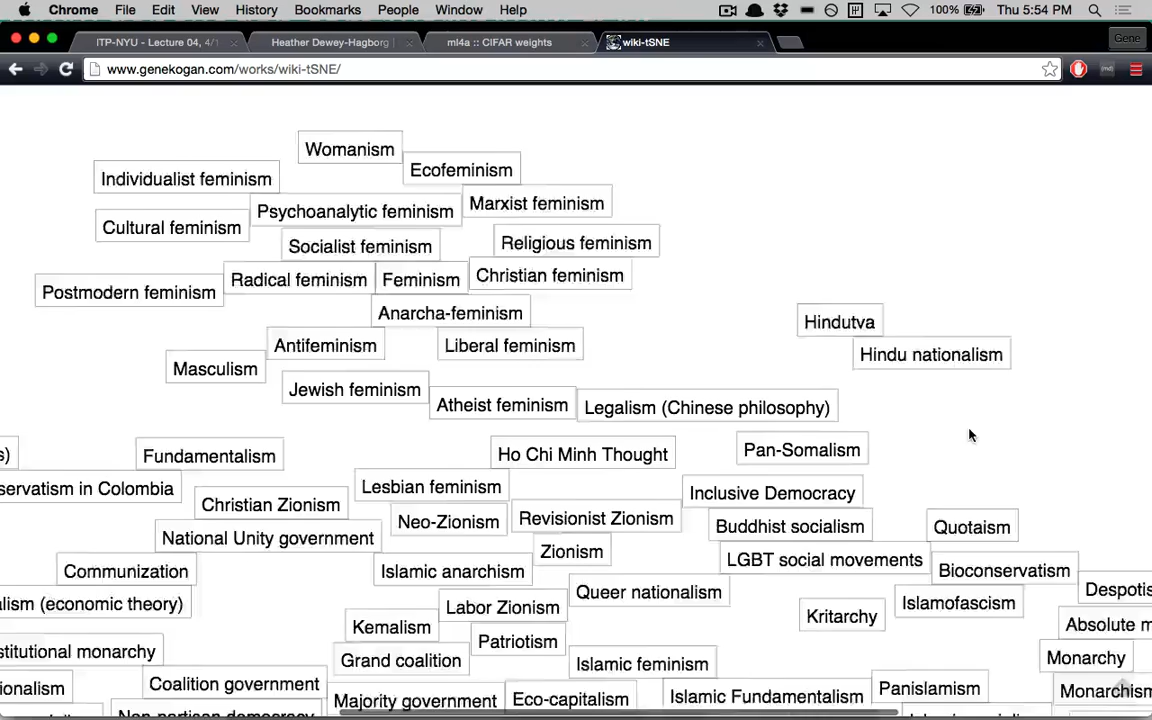 Chrome File Edit View History Bookmarks People Window Help 100% Thu 5:54 PM
ITP-NYU - Lecture 04, 4/1 Heather Dewey-Hagborg ml4a :: CIFAR weights wiki-tSNE Gene
www.genekogan.com/works/wiki-tSNE/
Womanism
Ecofeminism
Individualist feminism
Marxist feminism
Psychoanalytic feminism
Cultural feminism
Religious feminism
Socialist feminism
Christian feminism
Radical feminism Feminism
Postmodern feminism
Anarcha-feminism
Hindutva
Antifeminism Liberal feminism
Hindu nationalism
Masculism
Jewish feminism
Atheist feminism Legalism (Chinese philosophy)
Pan-Somalism
s) Fundamentalism Ho Chi Minh Thought
servatism in Colombia Lesbian feminism
Inclusive Democracy
Christian Zionism
Neo-Zionism Revisionist Zionism
Buddhist socialism Quotaism
National Unity government
Zionism
LGBT social movements
Communization Islamic anarchism Bioconservatism
Queer nationalism Despotis
alism (economic theory) Labor Zionism Islamofascism
Kritarchy
Kemalism Absolute m
Patriotism
stitutional monarchy Grand coalition Islamic feminism Monarchy
ionalism Coalition government Panislamism Monarchism
Majority government Eco-capitalism Islamic Fundamentalism
Non-partisan democracy